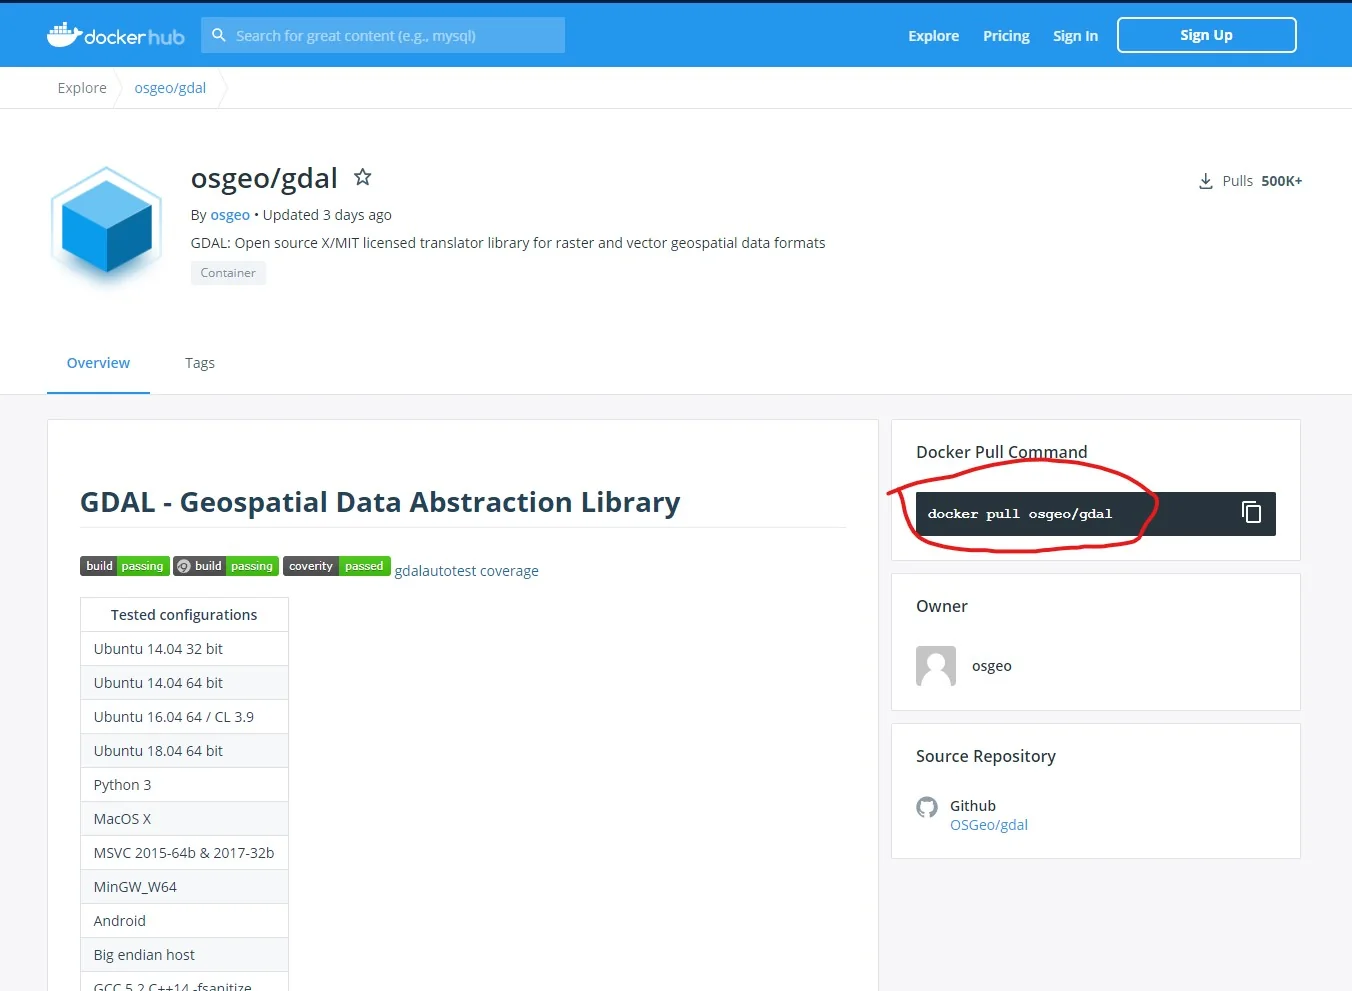 docker hub
Search for great content (e.g., mysql)
Explore Pricing Sign In Sign Up
Explore osgeo/gdal
osgeo/gdal
Pulls 500K+
By osgeo • Updated 3 days ago
GDAL: Open source X/MIT licensed translator library for raster and vector geospatial data formats
Container
Overview Tags
GDAL - Geospatial Data Abstraction Library
build passing build passing coverity passed gdalautotest coverage
Tested configurations
Ubuntu 14.04 32 bit
Ubuntu 14.04 64 bit
Ubuntu 16.04 64 / CL 3.9
Ubuntu 18.04 64 bit
Python 3
MacOS X
MSVC 2015-64b & 2017-32b
MinGW_W64
Android
Big endian host
GCC 5.2 C++14 -fsanitize
Docker Pull Command
docker pull osgeo/gdal
Owner
osgeo
Source Repository
Github
OSGeo/gdal